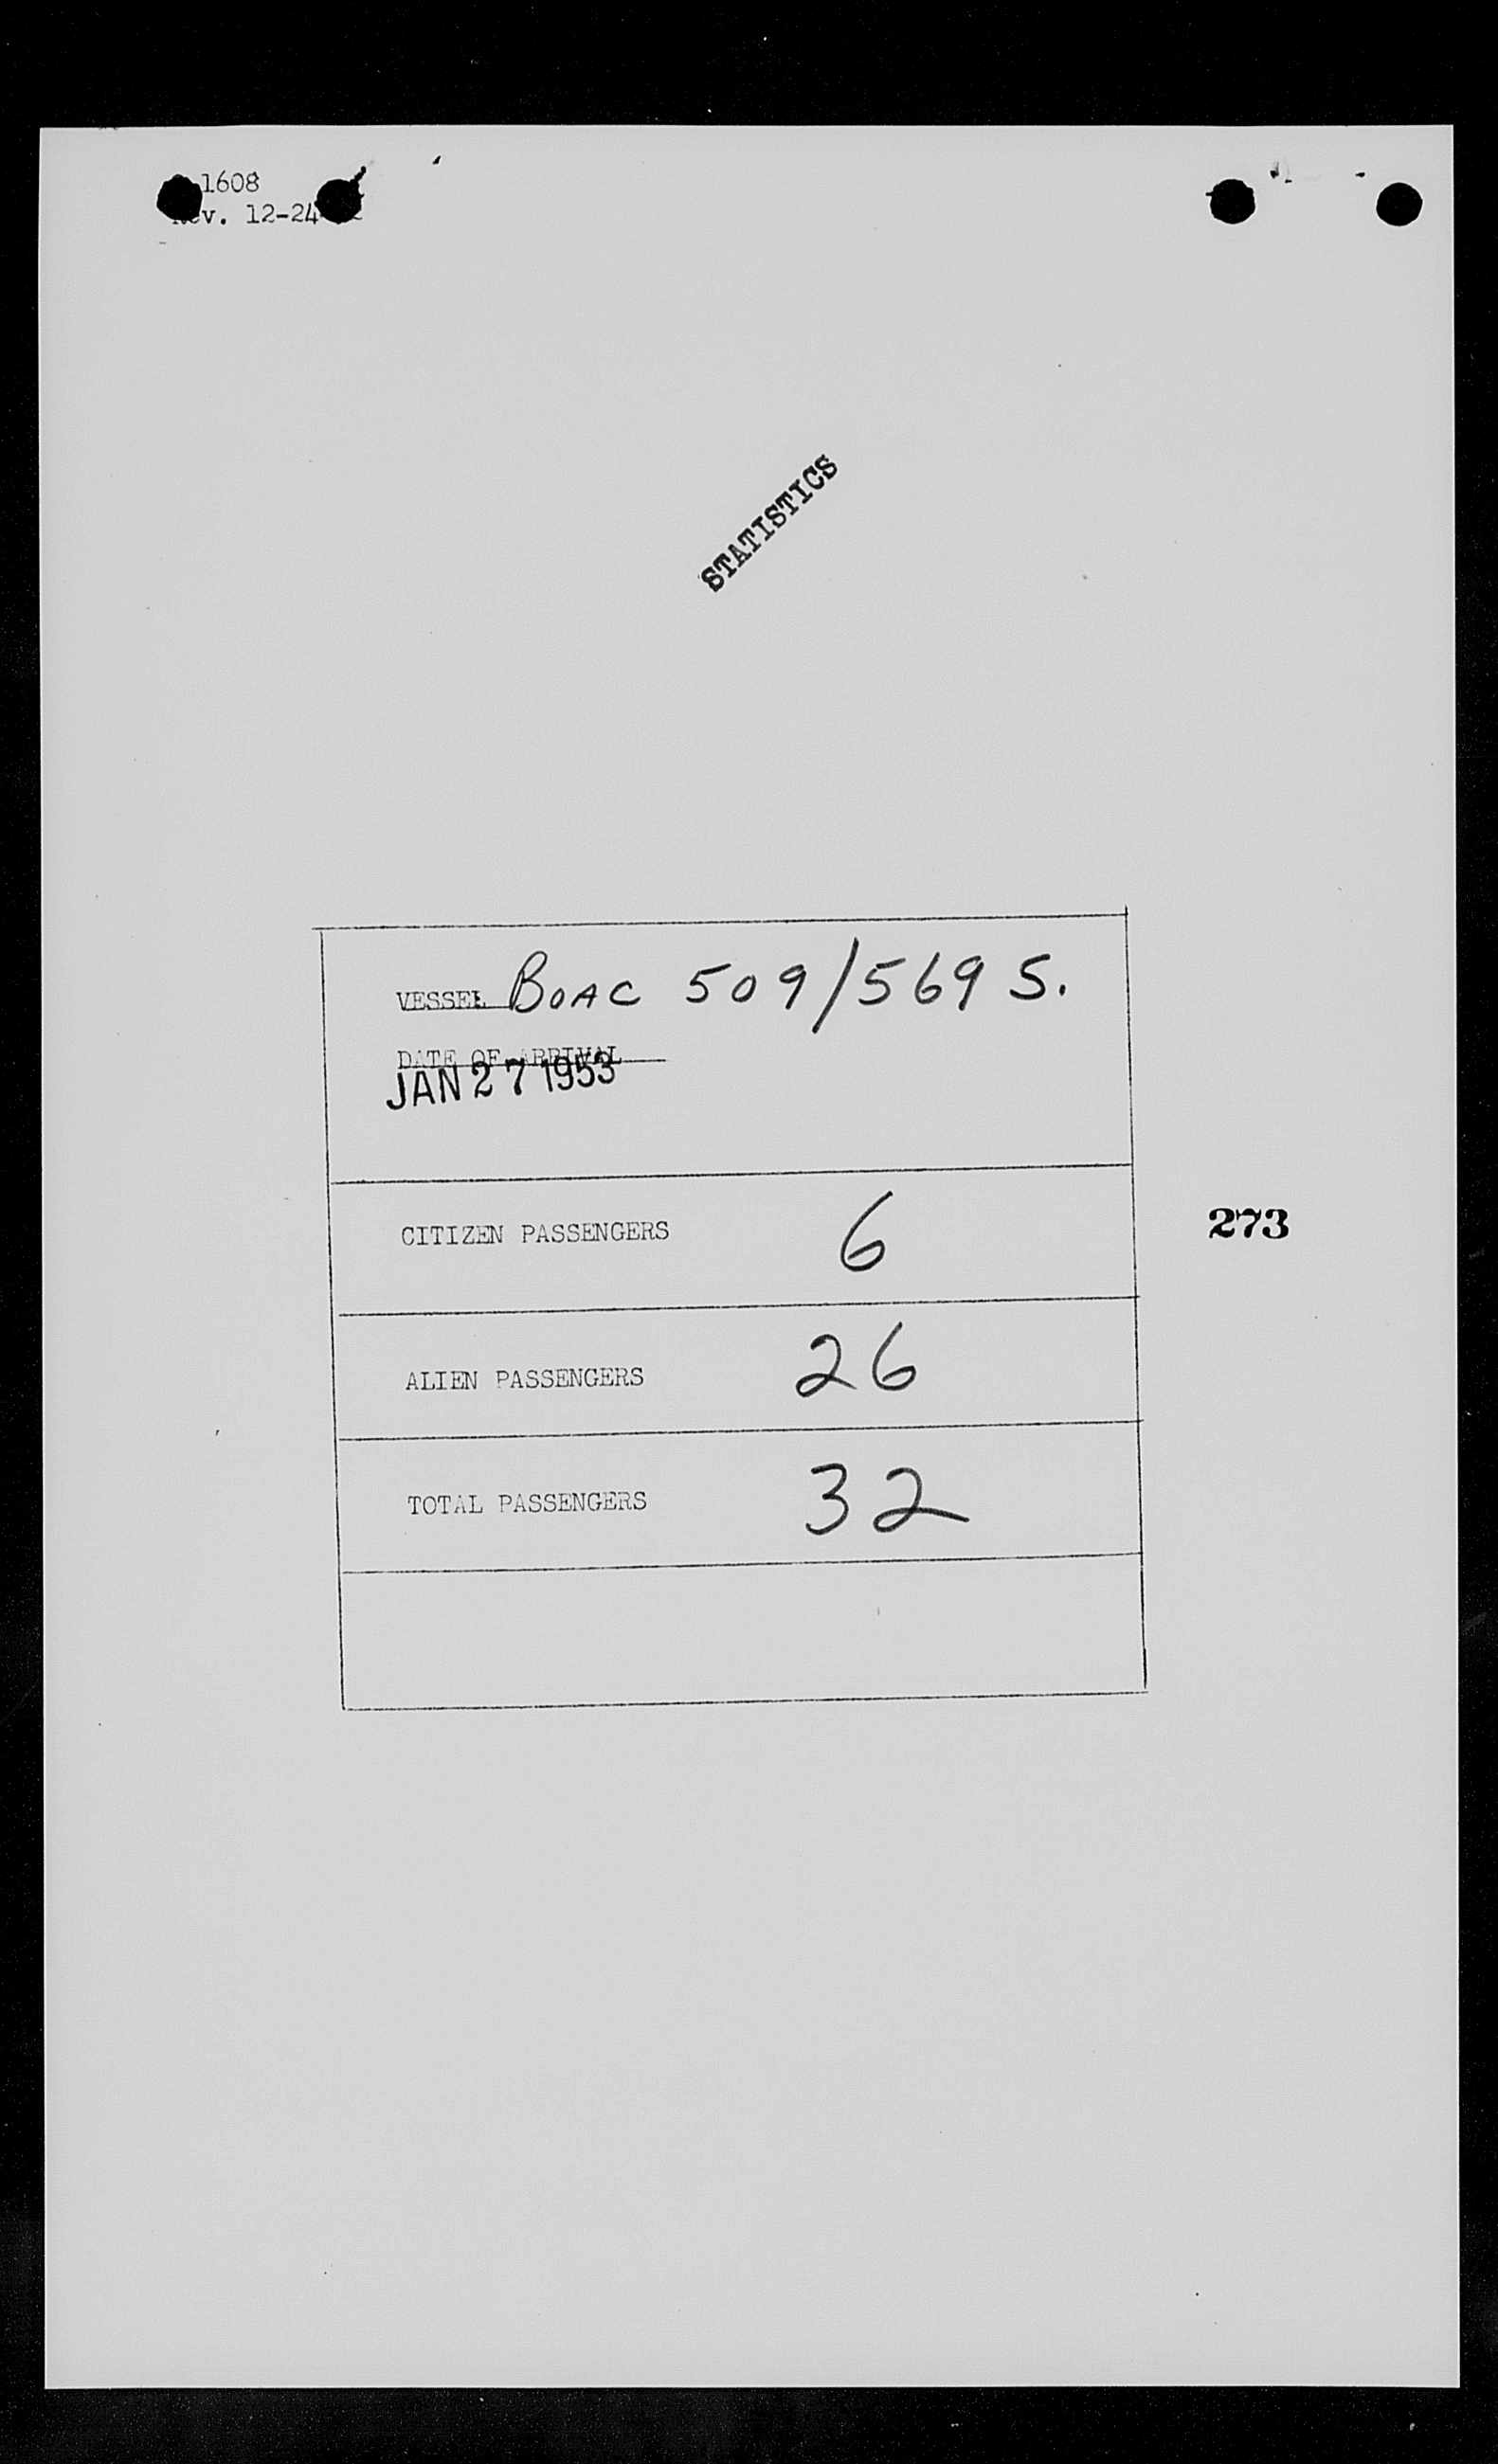 1608
Rev. 12-24
STATISTICS
VESSEL BOAC 509/569 S.
DATE OF ARRIVAL
JAN 27 1953
CITIZEN PASSENGERS 6
273
ALIEN PASSENGERS 26
TOTAL PASSENGERS 32